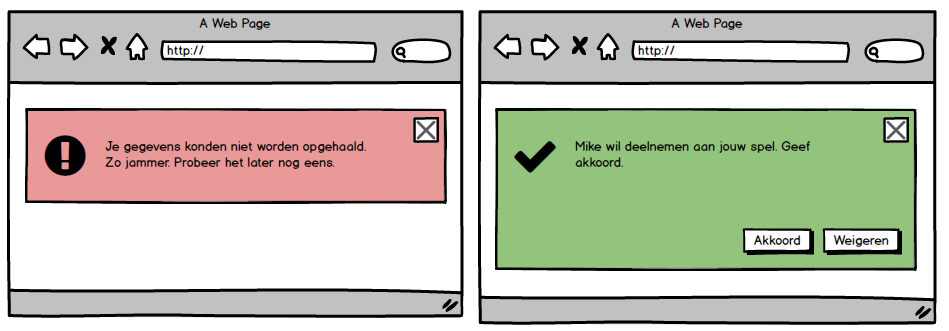 A Web Page
http://
Je gegevens konden niet worden opgehaald.
Zo jammer. Probeer het later nog eens.
A Web Page
http://
Mike wil deelnemen aan jouw spel. Geef
akkoord.
Akkoord
Weigeren